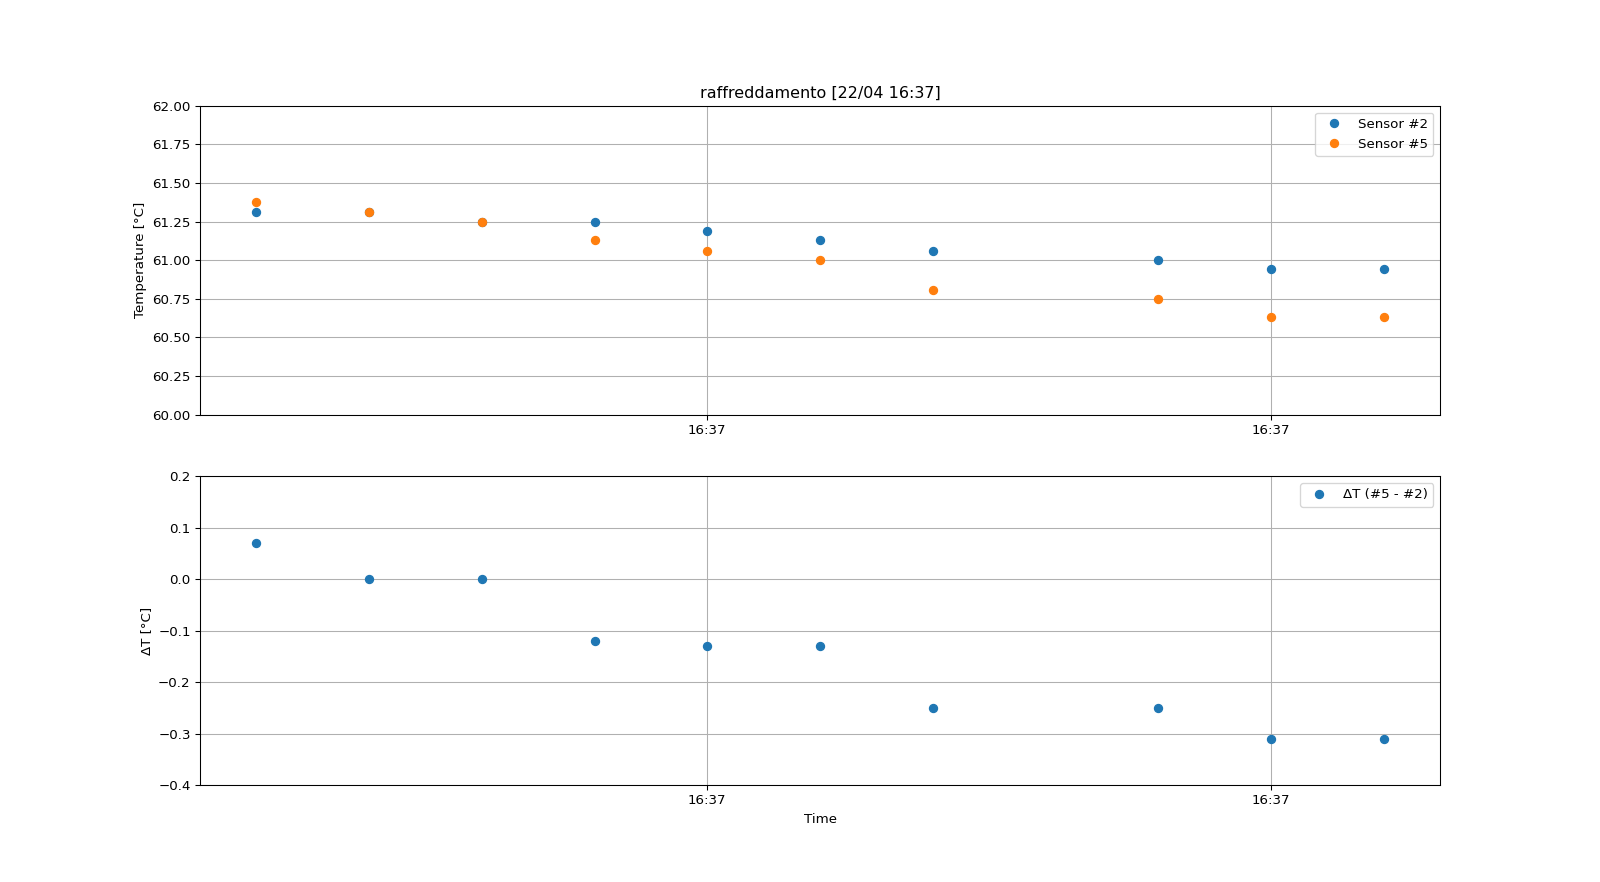 raffreddamento [22/04 16:37]
62.00
61.75
61.50
61.25
61.00
60.75
60.50
60.25
60.00
Temperature [°C]
Sensor #2
Sensor #5
16:37
16:37
0.2
0.1
0.0
−0.1
−0.2
−0.3
−0.4
ΔT [°C]
ΔT (#5 - #2)
16:37
16:37
Time